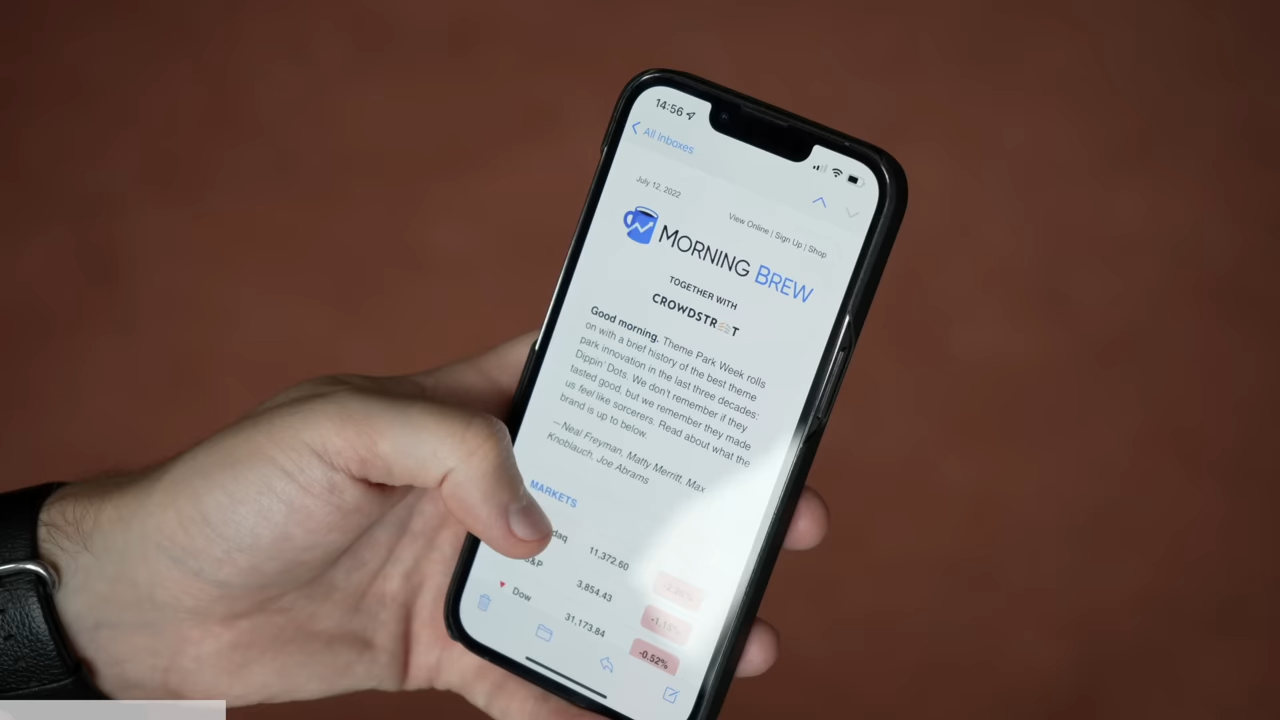 14:56
All Inboxes
July 12, 2022
View Online | Sign Up | Shop
MORNING BREW
TOGETHER WITH
CROWDSTREET
Good morning. Theme Park Week rolls
on with a brief history of the best theme
park innovation in the last three decades:
Dippin' Dots. We don't remember if they
tasted good, but we remember they made
us feel like sorcerers. Read about what the
brand is up to below.
—Neal Freyman, Matty Merritt, Max
Knoblauch, Joe Abrams
MARKETS
daq 11,372.60
&P 3,854.43
Dow 31,173.84 -0.52%